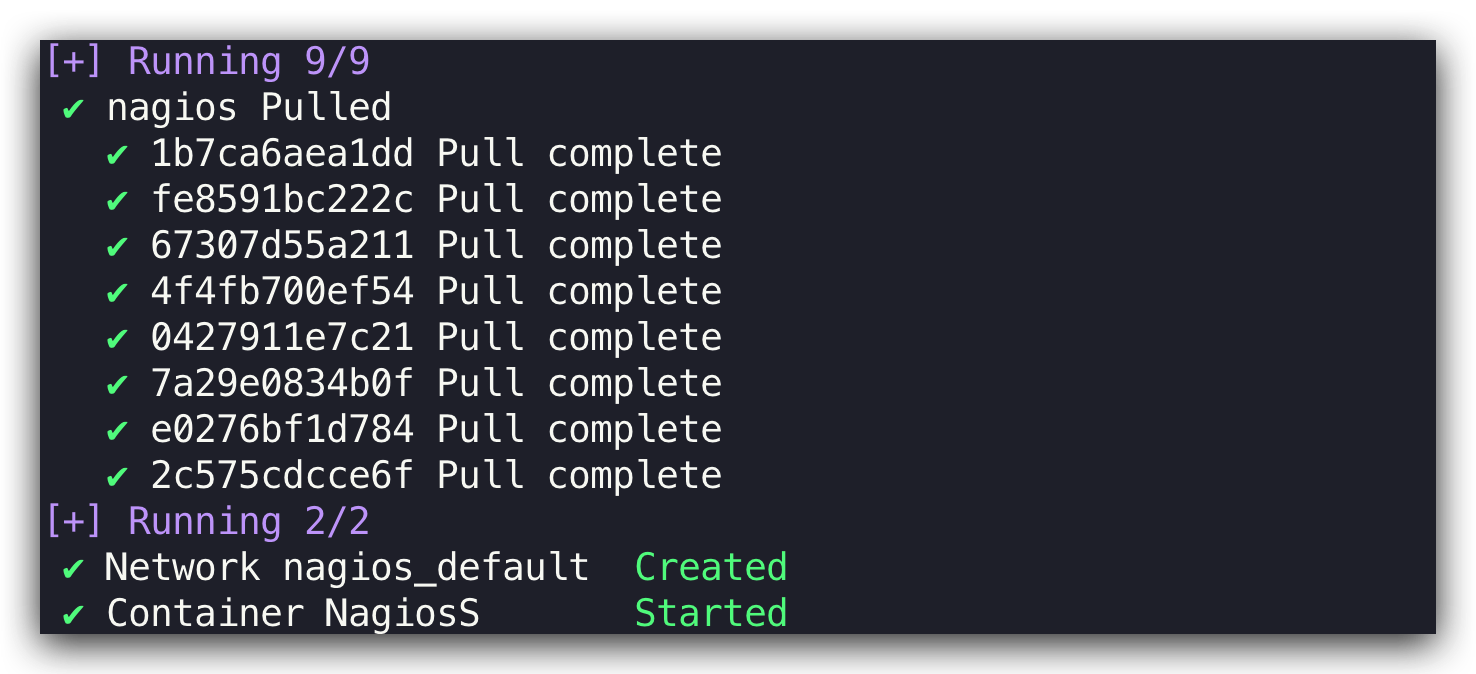 [+] Running 9/9
✔ nagios Pulled
✔ 1b7ca6aea1dd Pull complete
✔ fe8591bc222c Pull complete
✔ 67307d55a211 Pull complete
✔ 4f4fb700ef54 Pull complete
✔ 0427911e7c21 Pull complete
✔ 7a29e0834b0f Pull complete
✔ e0276bf1d784 Pull complete
✔ 2c575cdcce6f Pull complete
[+] Running 2/2
✔ Network nagios_default Created
✔ Container NagiosS Started